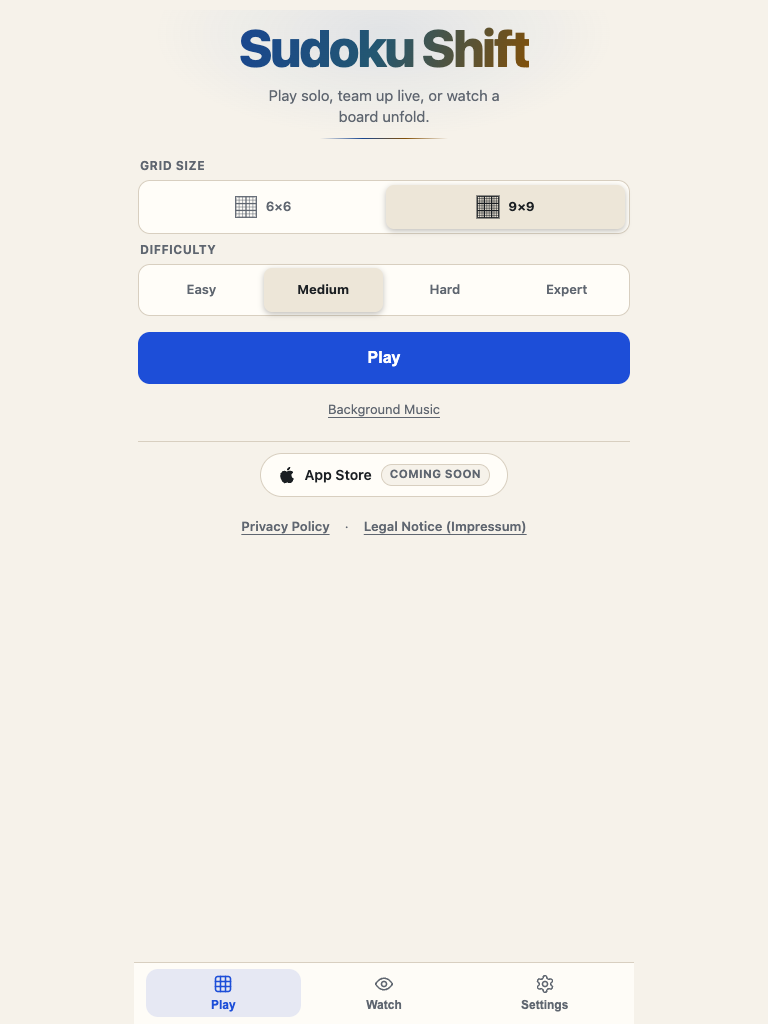 Sudoku Shift
Play solo, team up live, or watch a
board unfold.
GRID SIZE
6×6
9×9
DIFFICULTY
Easy
Medium
Hard
Expert
Play
Background Music
App Store COMING SOON
Privacy Policy · Legal Notice (Impressum)
Play
Watch
Settings